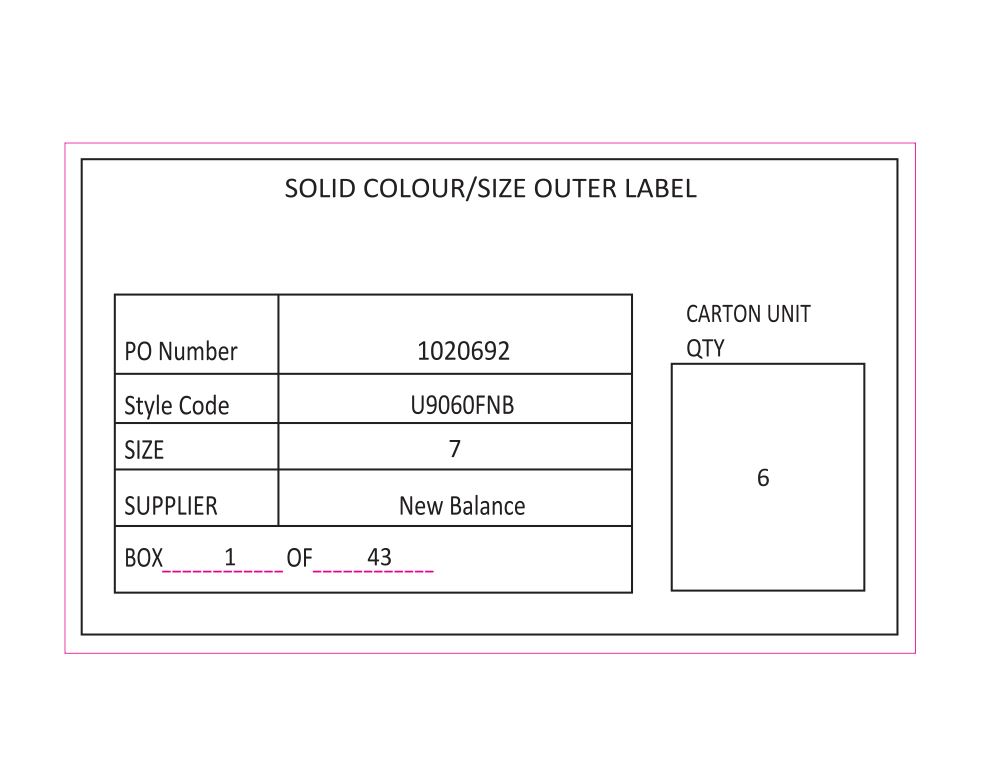 SOLID COLOUR/SIZE OUTER LABEL
PO Number 1020692
Style Code U9060FNB
SIZE 7
SUPPLIER New Balance
BOX 1 OF 43
CARTON UNIT
QTY
6